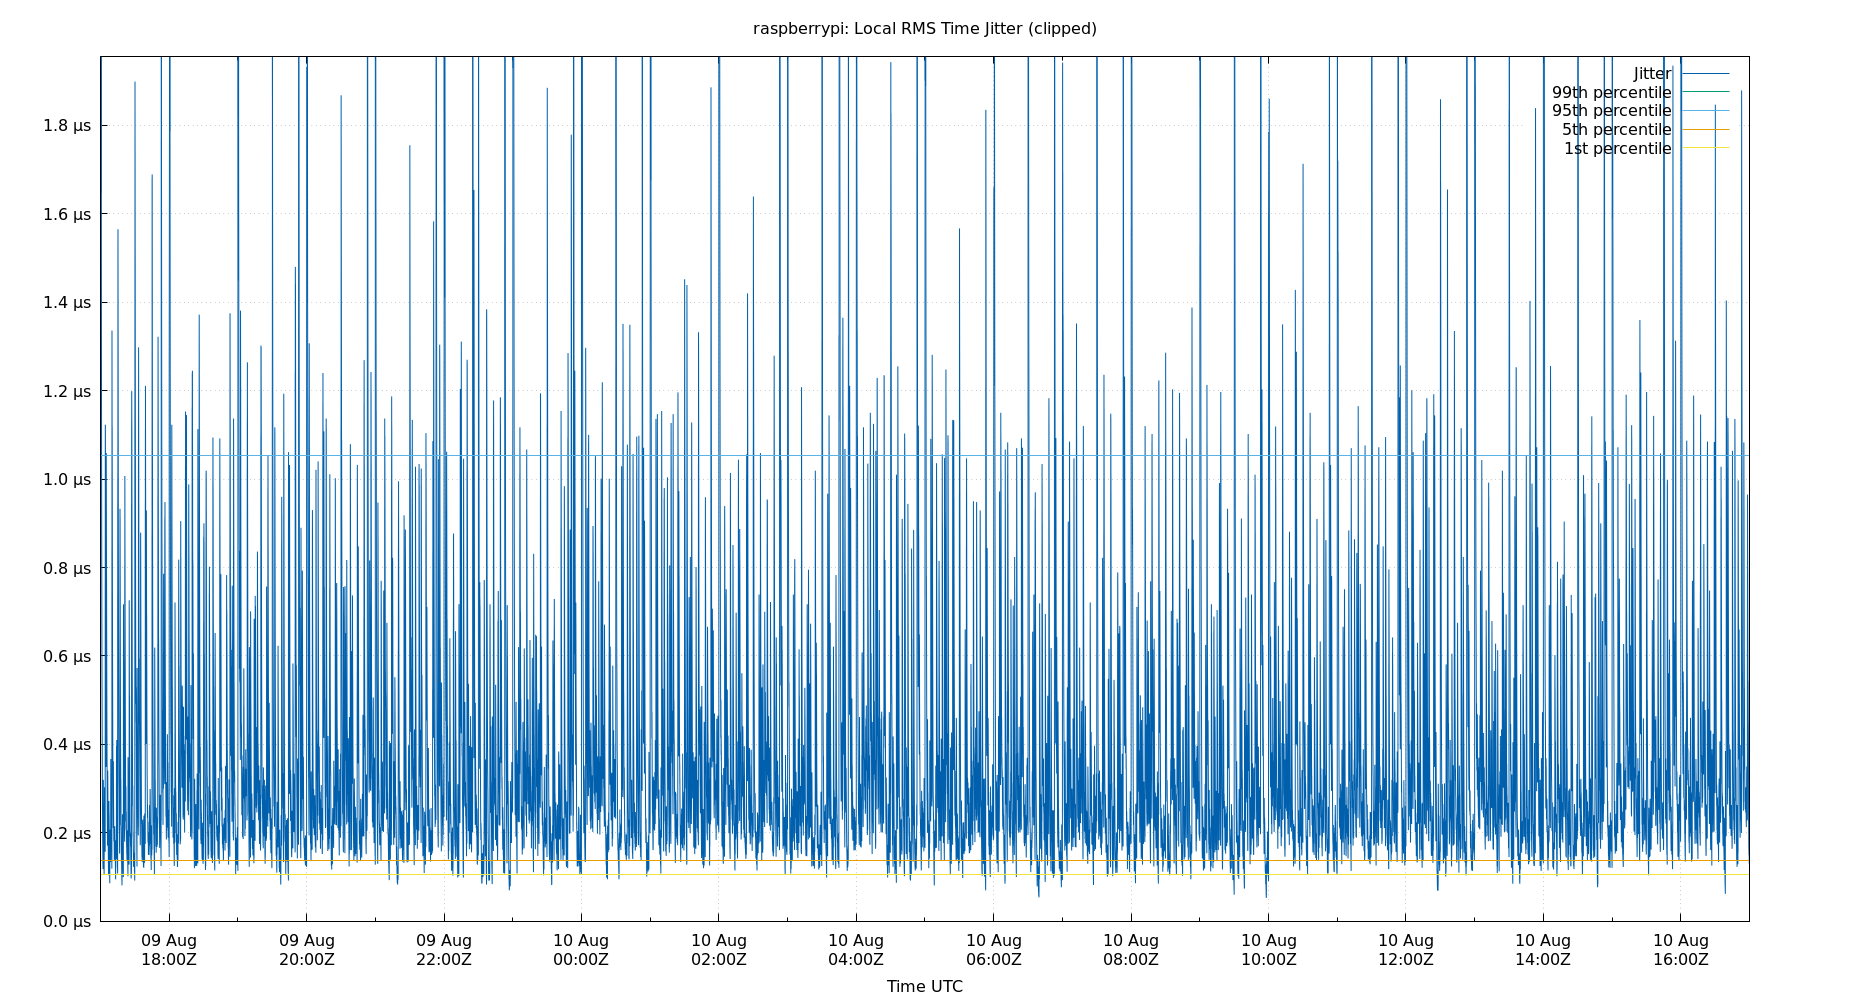 raspberrypi: Local RMS Time Jitter (clipped)
Jitter
99th percentile
95th percentile
5th percentile
1st percentile
1.8 µs
1.6 µs
1.4 µs
1.2 µs
1.0 µs
0.8 µs
0.6 µs
0.4 µs
0.2 µs
0.0 µs
09 Aug 09 Aug 09 Aug 10 Aug 10 Aug 10 Aug 10 Aug 10 Aug 10 Aug 10 Aug 10 Aug 10 Aug
18:00Z 20:00Z 22:00Z 00:00Z 02:00Z 04:00Z 06:00Z 08:00Z 10:00Z 12:00Z 14:00Z 16:00Z
Time UTC